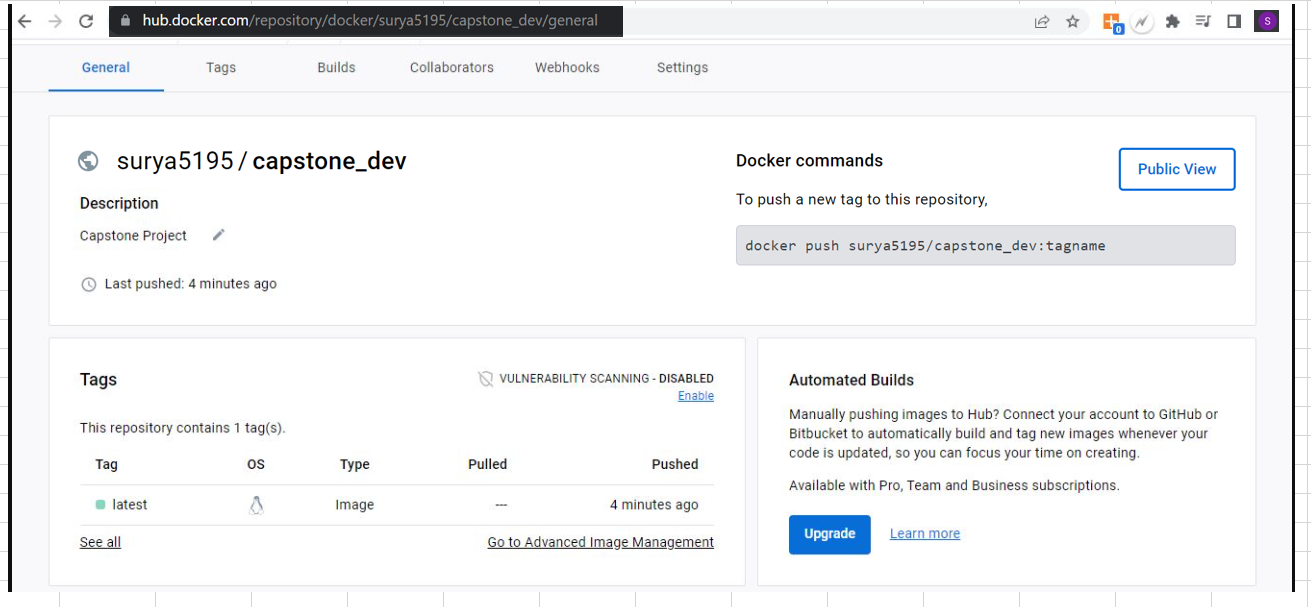 hub.docker.com/repository/docker/surya5195/capstone_dev/general
0
S
General Tags Builds Collaborators Webhooks Settings
surya5195 / capstone_dev
Description
Capstone Project
Last pushed: 4 minutes ago
Docker commands
Public View
To push a new tag to this repository,
docker push surya5195/capstone_dev:tagname
Tags
VULNERABILITY SCANNING - DISABLED
Enable
This repository contains 1 tag(s).
Tag OS Type Pulled Pushed
latest Image --- 4 minutes ago
See all Go to Advanced Image Management
Automated Builds
Manually pushing images to Hub? Connect your account to GitHub or
Bitbucket to automatically build and tag new images whenever your
code is updated, so you can focus your time on creating.
Available with Pro, Team and Business subscriptions.
Upgrade Learn more